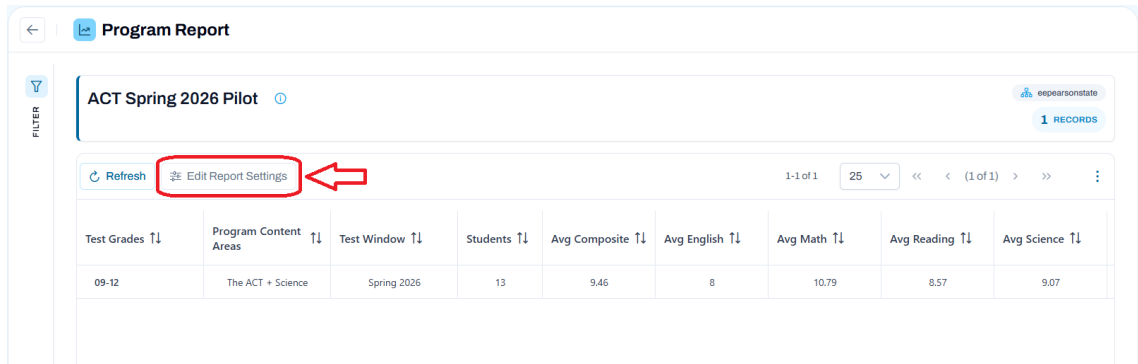 Program Report
FILTER
ACT Spring 2026 Pilot
eepearsonstate
1 RECORDS
Refresh
Edit Report Settings
1-1 of 1
25
(1 of 1)
Test Grades
Program Content
Areas
Test Window
Students
Avg Composite
Avg English
Avg Math
Avg Reading
Avg Science
09-12
The ACT + Science
Spring 2026
13
9.46
8
10.79
8.57
9.07